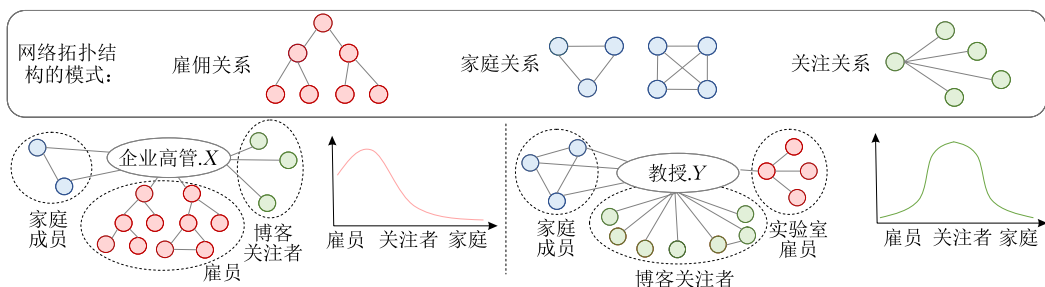 网络拓扑结
构的模式:
雇佣关系
家庭关系
关注关系
企业高管.X
家庭
成员
雇员
博客
关注者
雇员 关注者 家庭
教授.Y
家庭
成员
博客关注者
实验室
雇员
雇员 关注者 家庭